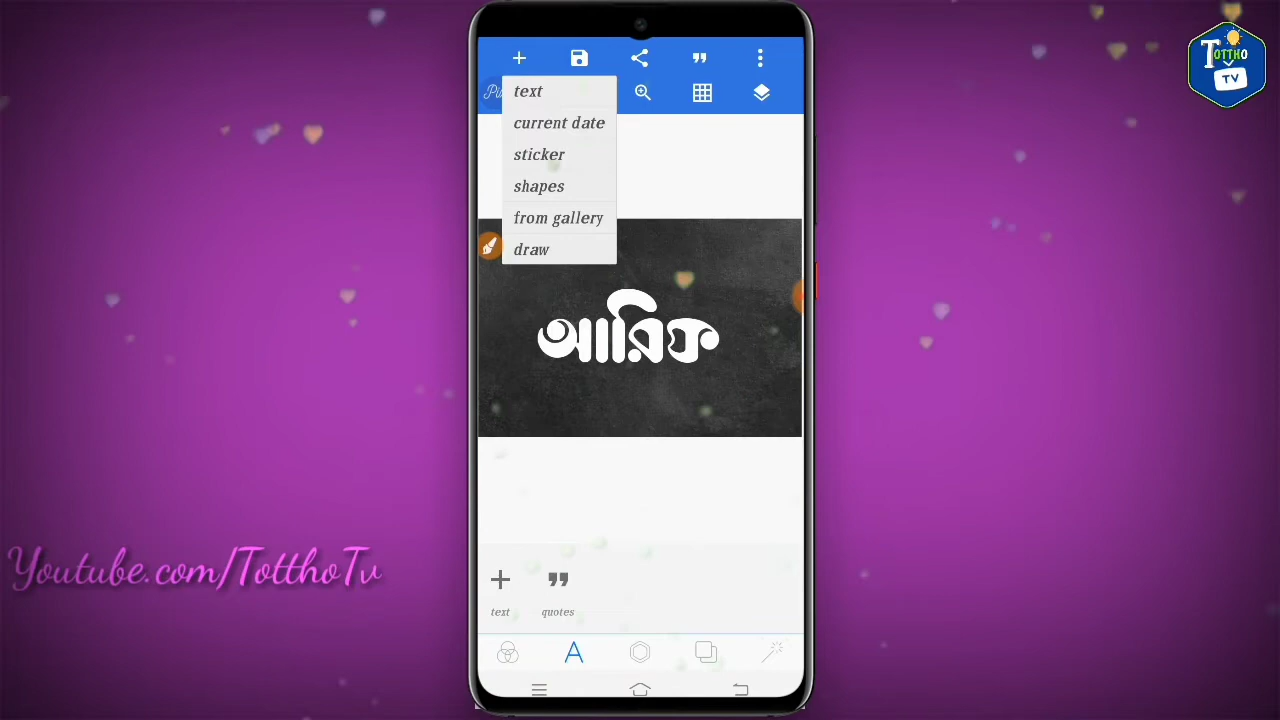 TOTTHO
TV
text
current date
sticker
shapes
from gallery
draw
আরিফ
Youtube.com/TotthoTv
text
quotes